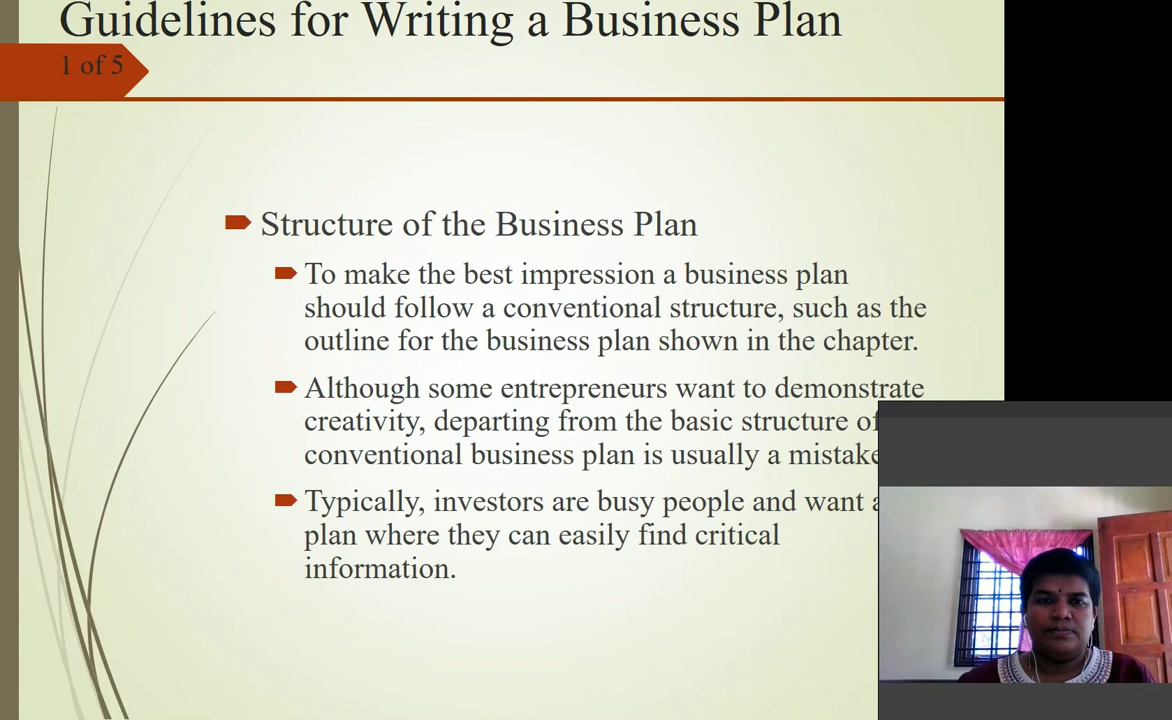 Guidelines for Writing a Business Plan
1 of 5
Structure of the Business Plan
To make the best impression a business plan
should follow a conventional structure, such as the
outline for the business plan shown in the chapter.
Although some entrepreneurs want to demonstrate
creativity, departing from the basic structure of
conventional business plan is usually a mistake
Typically, investors are busy people and want a
plan where they can easily find critical
information.